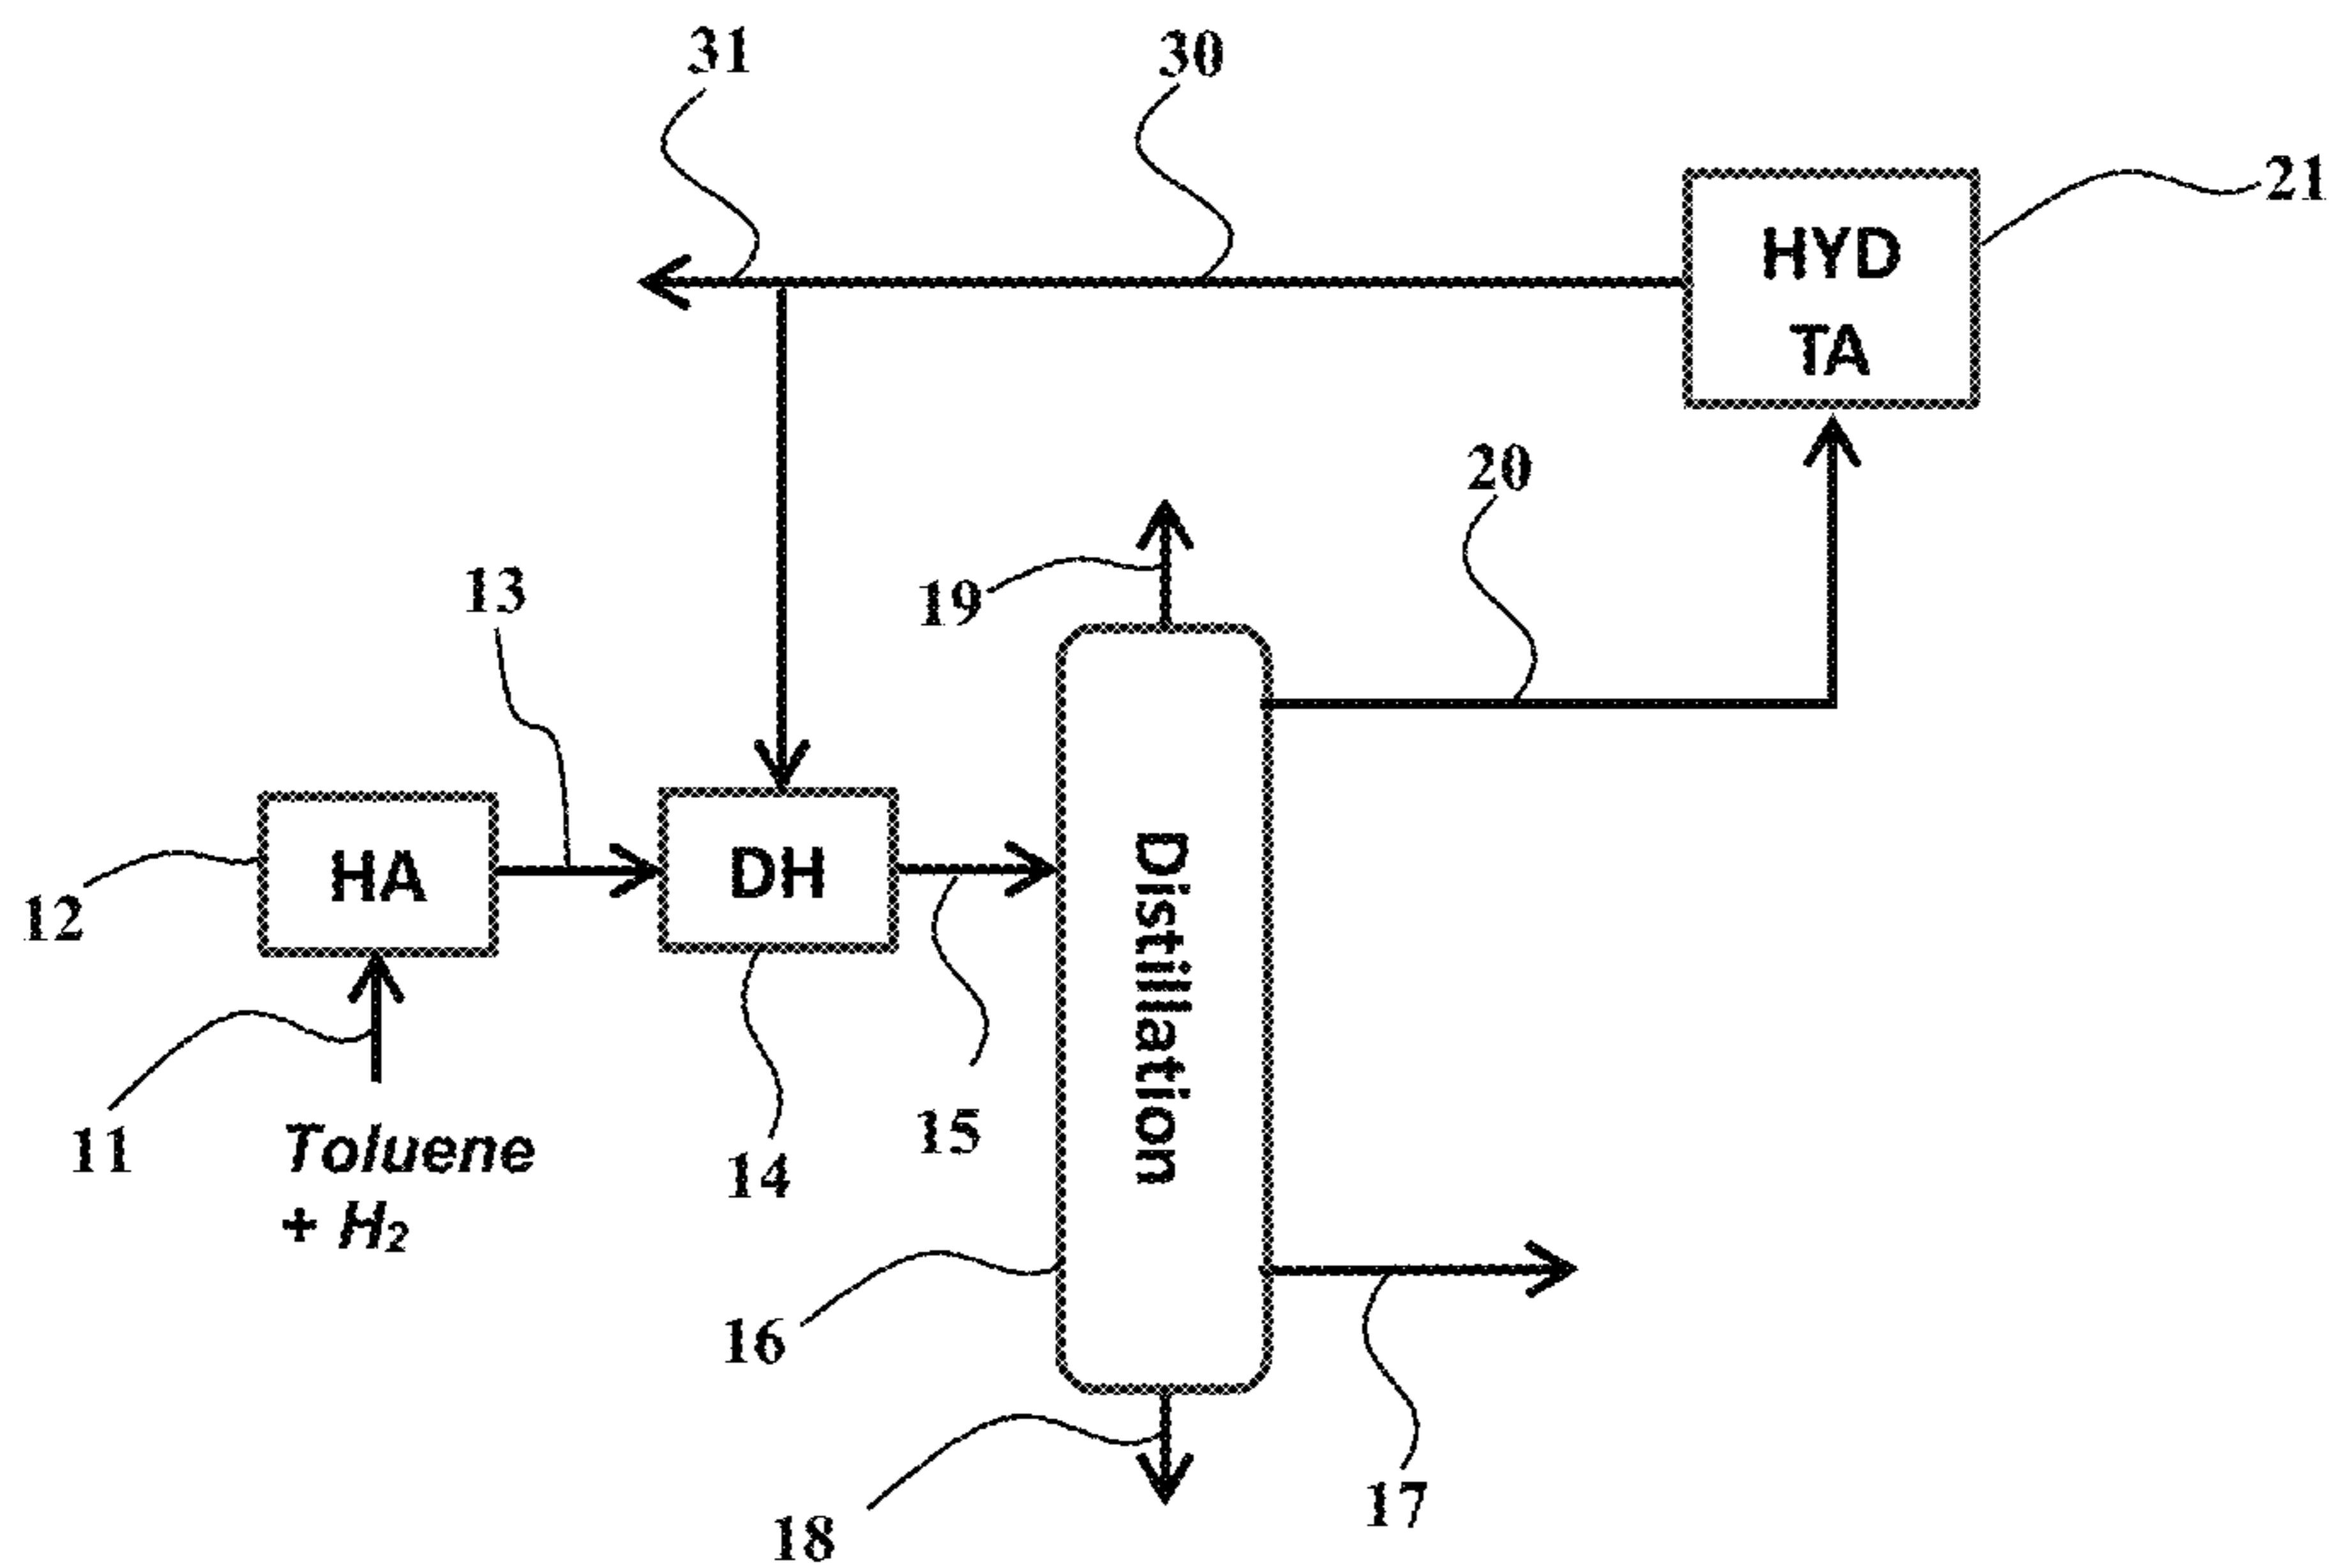 31
30
21
HYD
TA
20
19
13
HA
DH
Distillation
12
11
Toluene
+ H₂
15
14
16
17
18